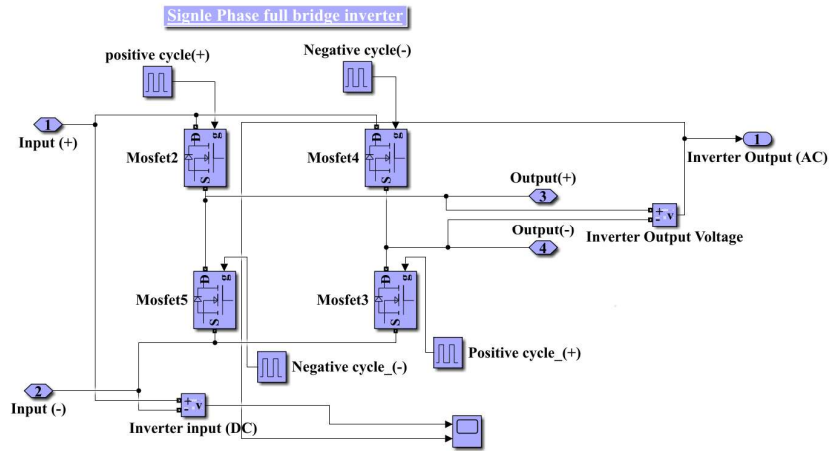 Signle Phase full bridge inverter
positive cycle(+)
Negative cycle(-)
1
Input (+)
D
g
S
Mosfet2
D
g
S
Mosfet4
1
Inverter Output (AC)
Output(+)
3
+
-
v
Output(-)
4
Inverter Output Voltage
D
g
S
Mosfet5
D
g
S
Mosfet3
Negative cycle_(-)
Positive cycle_(+)
2
Input (-)
+
-
v
Inverter input (DC)